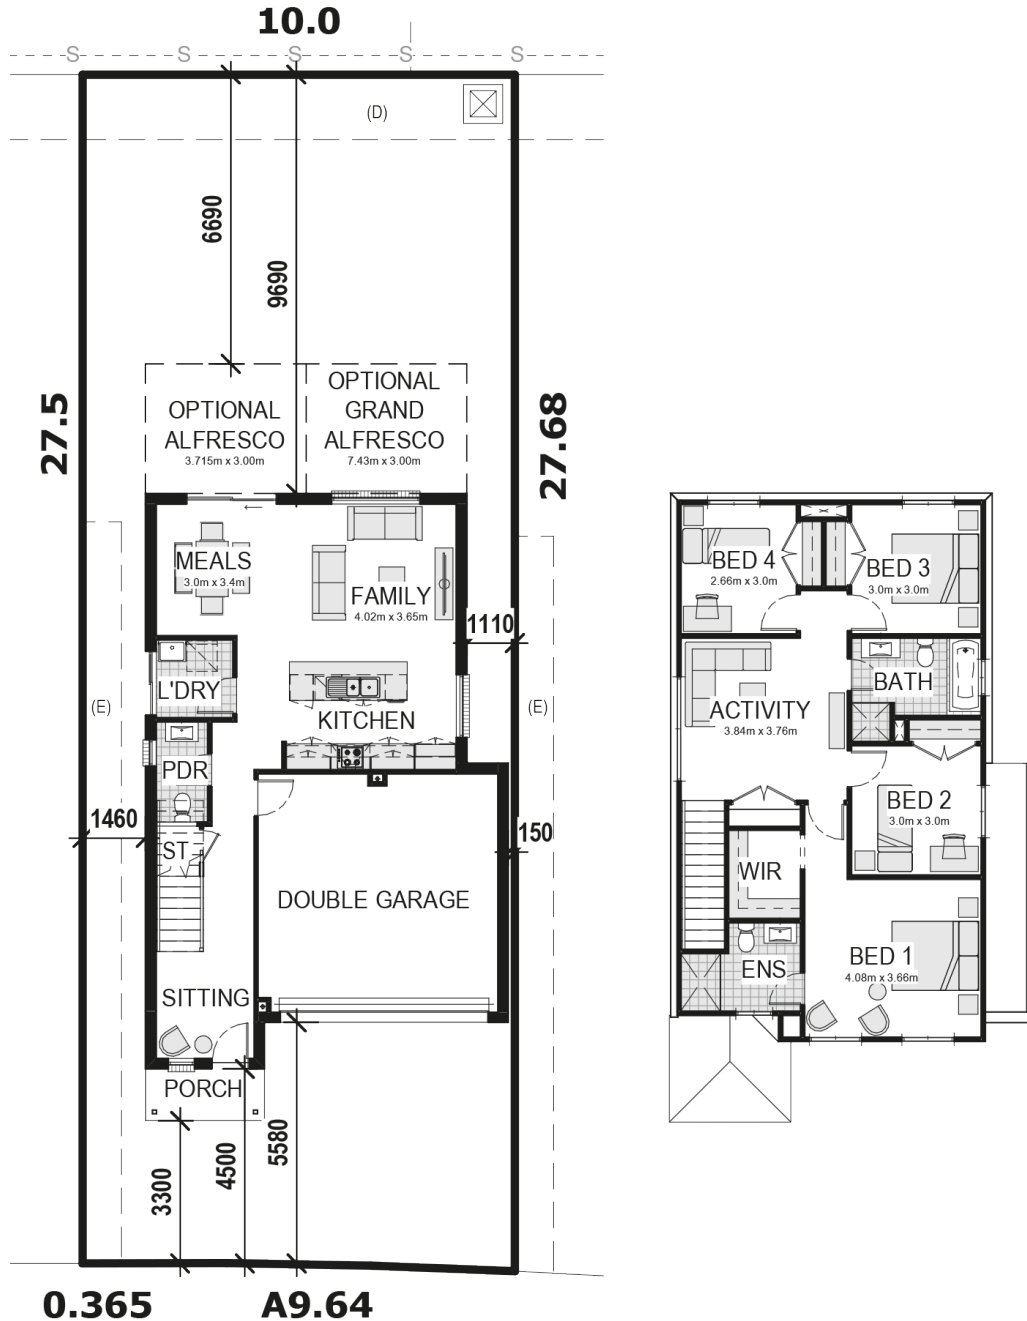 10.0
S S S S S
(D)
6690
9690
27.5
27.68
OPTIONAL
ALFRESCO
3.715m x 3.00m
OPTIONAL
GRAND
ALFRESCO
7.43m x 3.00m
MEALS
3.0m x 3.4m
FAMILY
4.02m x 3.65m
1110
L'DRY
(E)
(E)
KITCHEN
PDR
1460
150
ST
DOUBLE GARAGE
SITTING
PORCH
3300
4500
5580
0.365
A9.64
BED 4
2.66m x 3.0m
BED 3
3.0m x 3.0m
BATH
ACTIVITY
3.84m x 3.76m
BED 2
3.0m x 3.0m
WIR
ENS
BED 1
4.08m x 3.66m